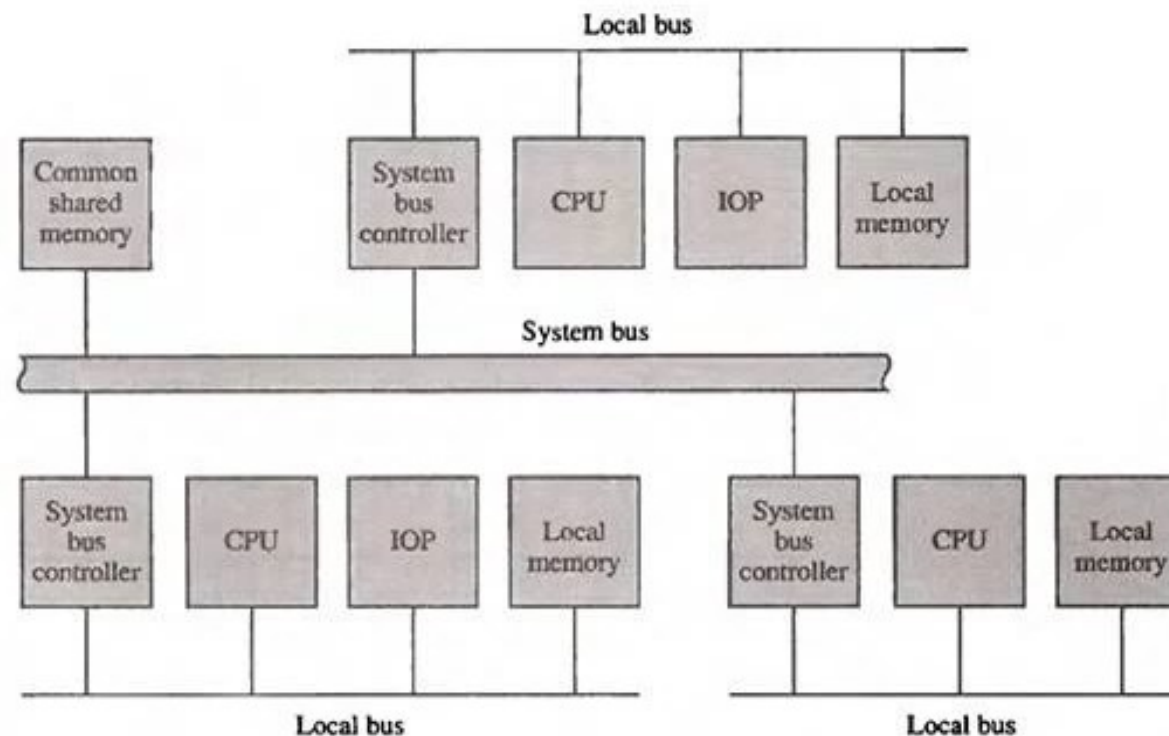 Local bus
Common
shared
memory
System
bus
controller
CPU
IOP
Local
memory
System bus
System
bus
controller
CPU
IOP
Local
memory
System
bus
controller
CPU
Local
memory
Local bus
Local bus